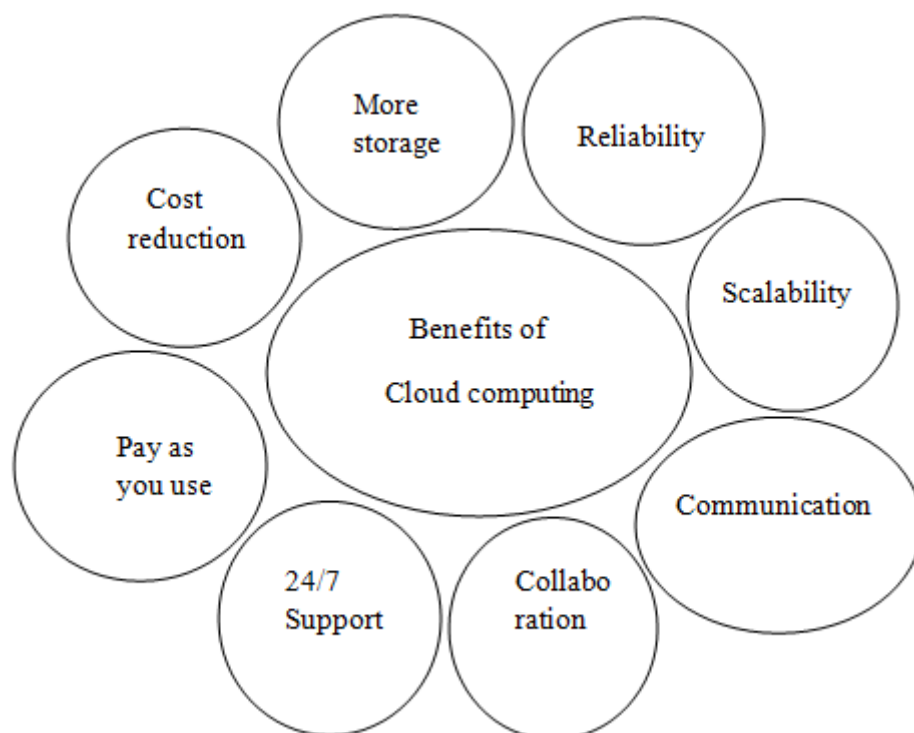 More
storage
Reliability
Cost
reduction
Scalability
Benefits of
Cloud computing
Pay as
you use
Communication
24/7
Support
Collabo
ration